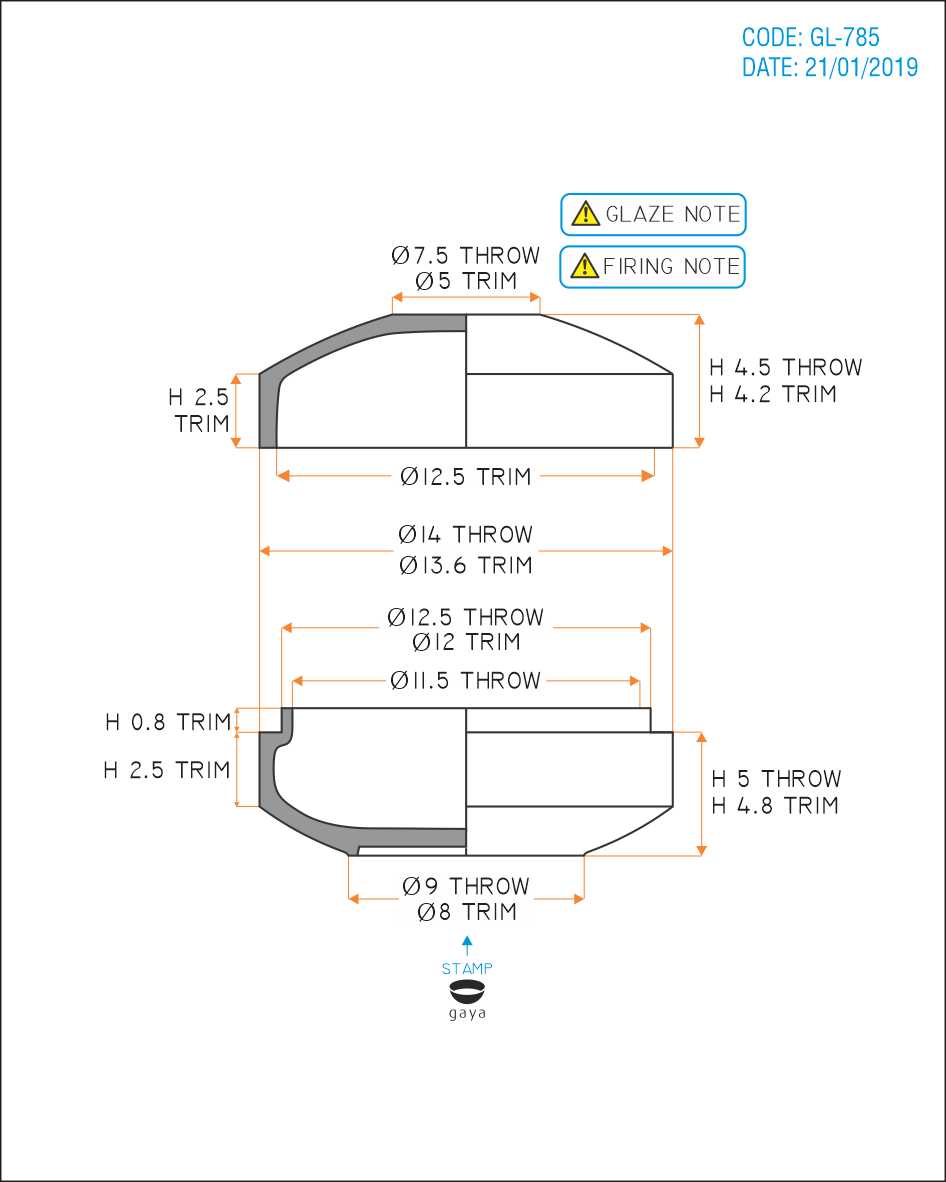 CODE: GL-785
DATE: 21/01/2019
GLAZE NOTE
FIRING NOTE
Ø7.5 THROW
Ø5 TRIM
H 4.5 THROW
H 4.2 TRIM
H 2.5
TRIM
Ø12.5 TRIM
Ø14 THROW
Ø13.6 TRIM
Ø12.5 THROW
Ø12 TRIM
Ø11.5 THROW
H 0.8 TRIM
H 2.5 TRIM
H 5 THROW
H 4.8 TRIM
Ø9 THROW
Ø8 TRIM
STAMP
gaya